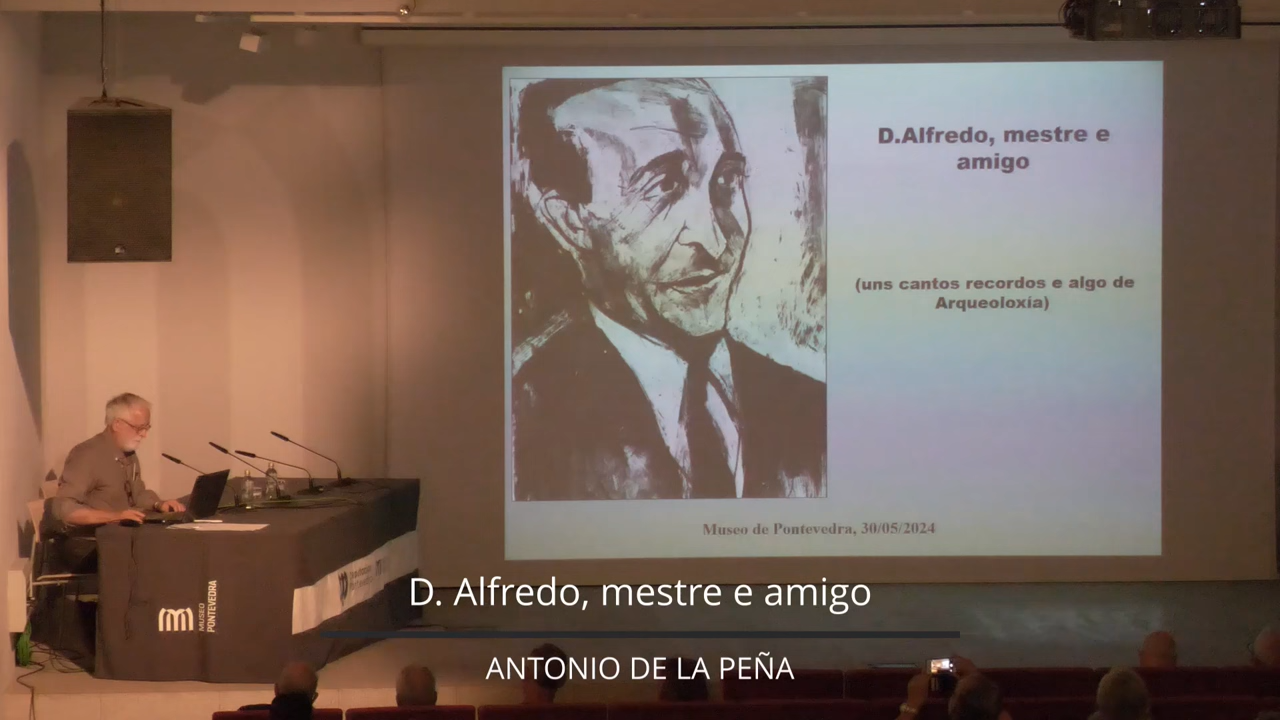 D.Alfredo, mestre e
amigo
(uns cantos recordos e algo de
Arqueoloxía)
Museo de Pontevedra, 30/05/2024
MUSEO
PONTEVEDRA
D. Alfredo, mestre e amigo
ANTONIO DE LA PEÑA